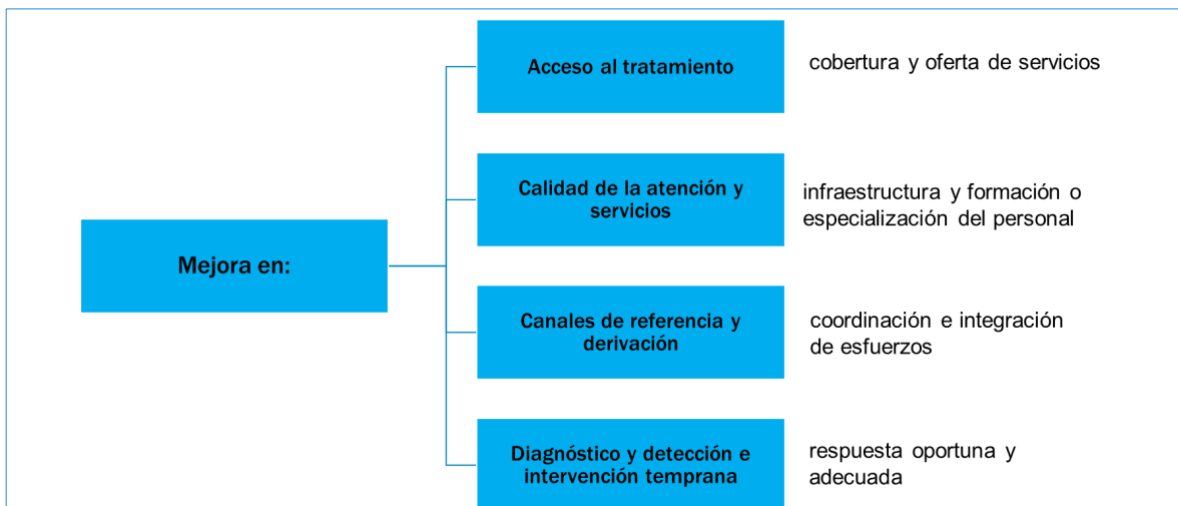 Acceso al tratamiento
cobertura y oferta de servicios
Calidad de la atención y
servicios
infraestructura y formación o
especialización del personal
Mejora en:
Canales de referencia y
derivación
coordinación e integración
de esfuerzos
Diagnóstico y detección e
intervención temprana
respuesta oportuna y
adecuada